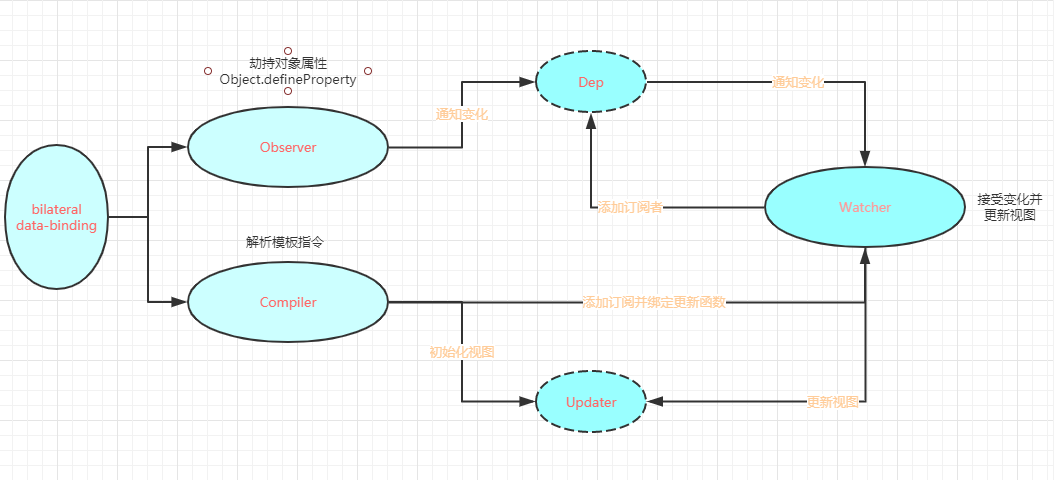 劫持对象属性
Object.defineProperty
Dep
通知变化
通知变化
Observer
bilateral
data-binding
添加订阅者
Watcher
接受变化并
更新视图
解析模板指令
Compiler
添加订阅并绑定更新函数
初始化视图
Updater
更新视图